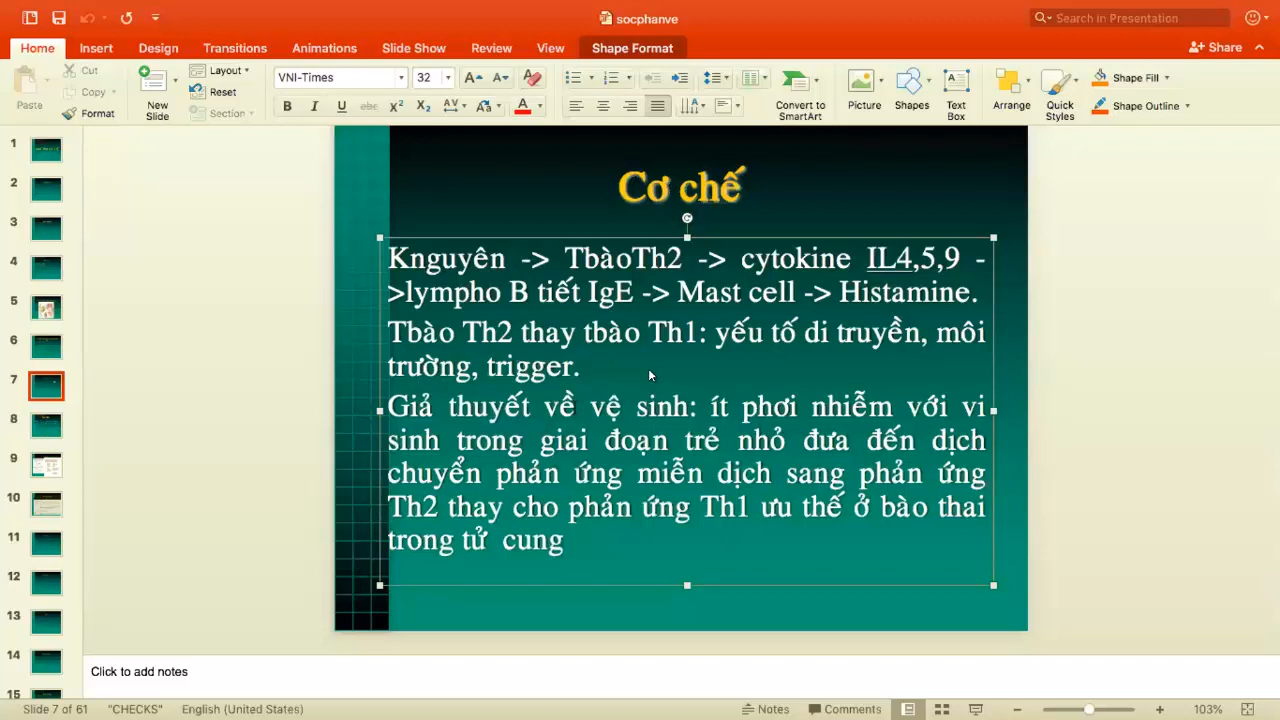 socphanve
Search in Presentation
Home Insert Design Transitions Animations Slide Show Review View Shape Format Share
Paste Cut Copy Format New Slide Layout Reset Section VNI-Times 32 Convert to SmartArt Picture Shapes Text Box Arrange Quick Styles Shape Fill Shape Outline
1
2
3
4
5
6
7
8
9
10
11
12
13
14
15
Cơ chế
Knguyên -> TbàoTh2 -> cytokine IL4,5,9 -
>lympho B tiết IgE -> Mast cell -> Histamine.
Tbào Th2 thay tbào Th1: yếu tố di truyền, môi
trường, trigger.
Giả thuyết về vệ sinh: ít phơi nhiễm với vi
sinh trong giai đoạn trẻ nhỏ đưa đến dịch
chuyển phản ứng miễn dịch sang phản ứng
Th2 thay cho phản ứng Th1 ưu thế ở bào thai
trong tử cung
Click to add notes
Slide 7 of 61 "CHECKS" English (United States) Notes Comments 103%